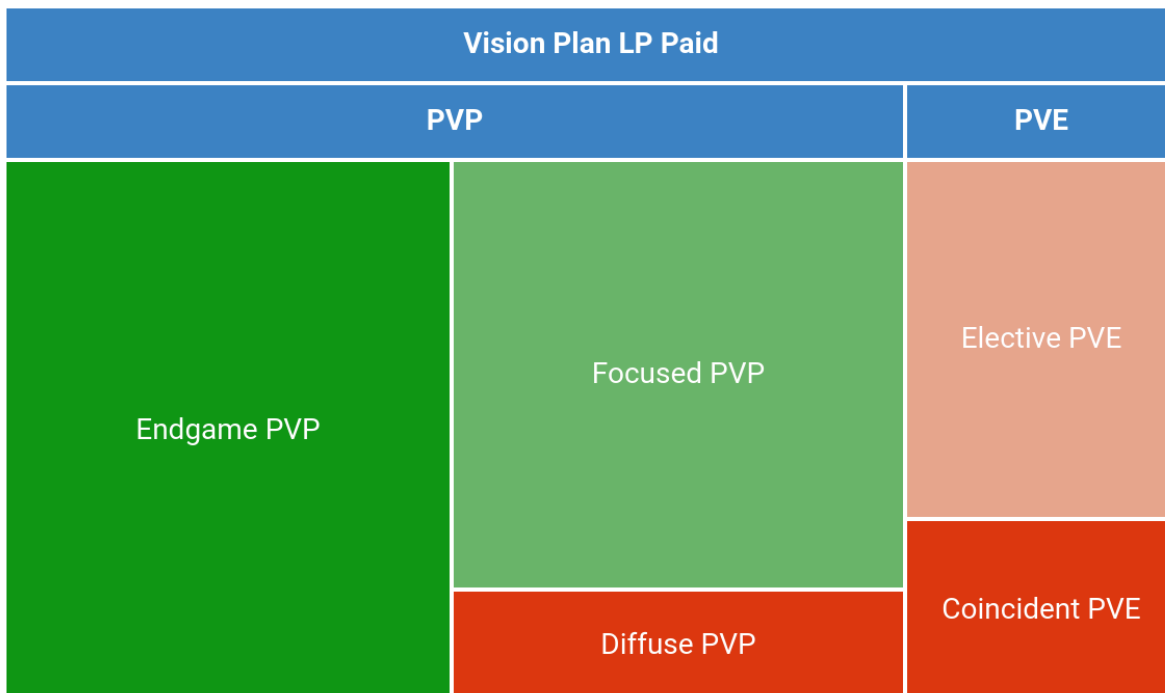 Vision Plan LP Paid
PVP
PVE
Endgame PVP
Focused PVP
Diffuse PVP
Elective PVE
Coincident PVE